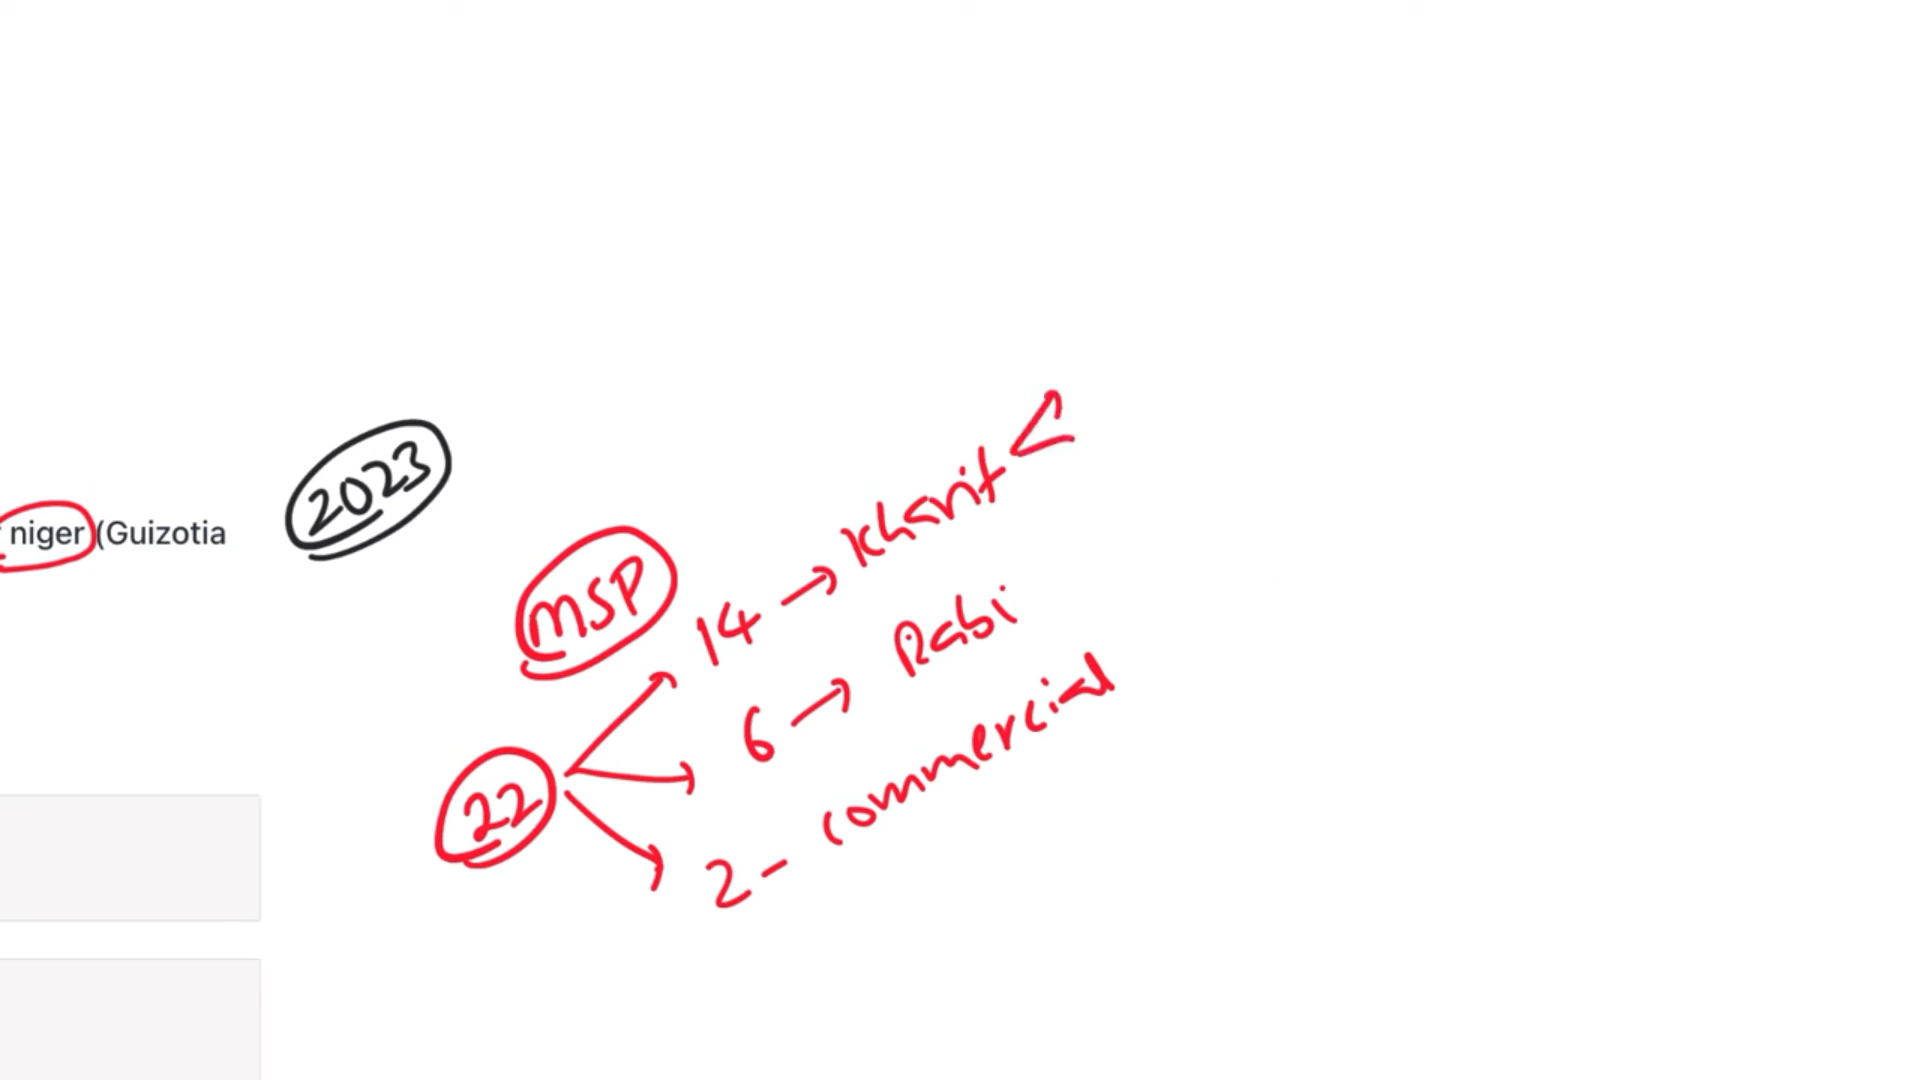 2023
niger (Guizotia
MSP
14 → Kharif <
6 → Rabi
22
2 - commercial